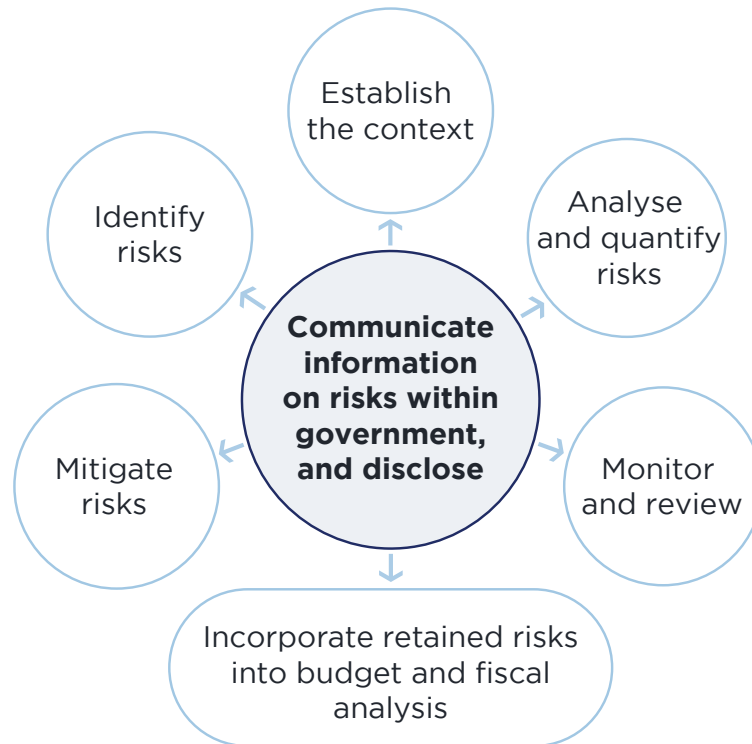 Establish
the context
Identify
risks
Analyse
and quantify
risks
Communicate
information
on risks within
government,
and disclose
Mitigate
risks
Monitor
and review
Incorporate retained risks
into budget and fiscal
analysis